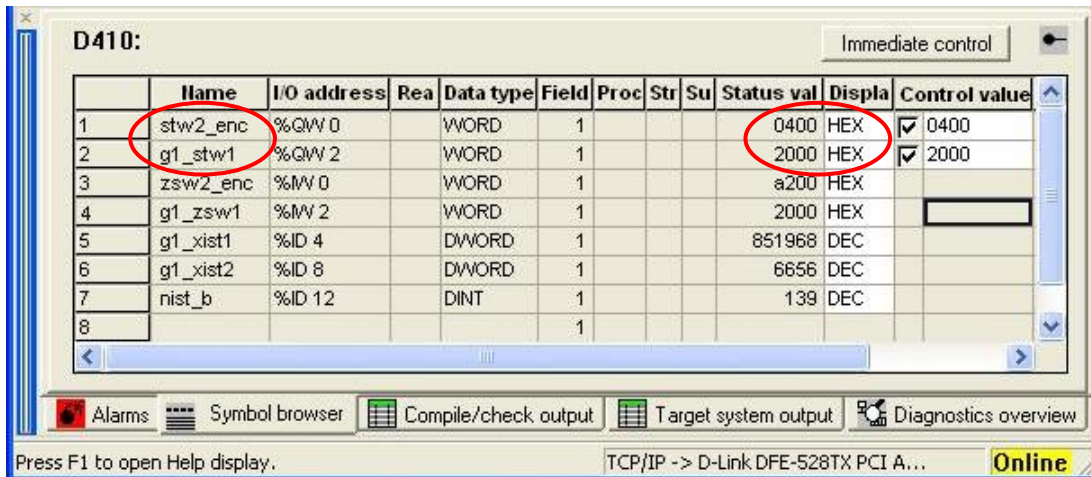 D410:
Immediate control
Name I/O address Rea Data type Field Proc Str Su Status val Displa Control value
1 stw2_enc %QW 0 WORD 1 0400 HEX 0400
2 g1_stw1 %QW 2 WORD 1 2000 HEX 2000
3 zsw2_enc %IW 0 WORD 1 a200 HEX
4 g1_zsw1 %IW 2 WORD 1 2000 HEX
5 g1_xist1 %ID 4 DWORD 1 851968 DEC
6 g1_xist2 %ID 8 DWORD 1 6656 DEC
7 nist_b %ID 12 DINT 1 139 DEC
8 1
Alarms Symbol browser Compile/check output Target system output Diagnostics overview
Press F1 to open Help display. TCP/IP -> D-Link DFE-528TX PCI A... Online